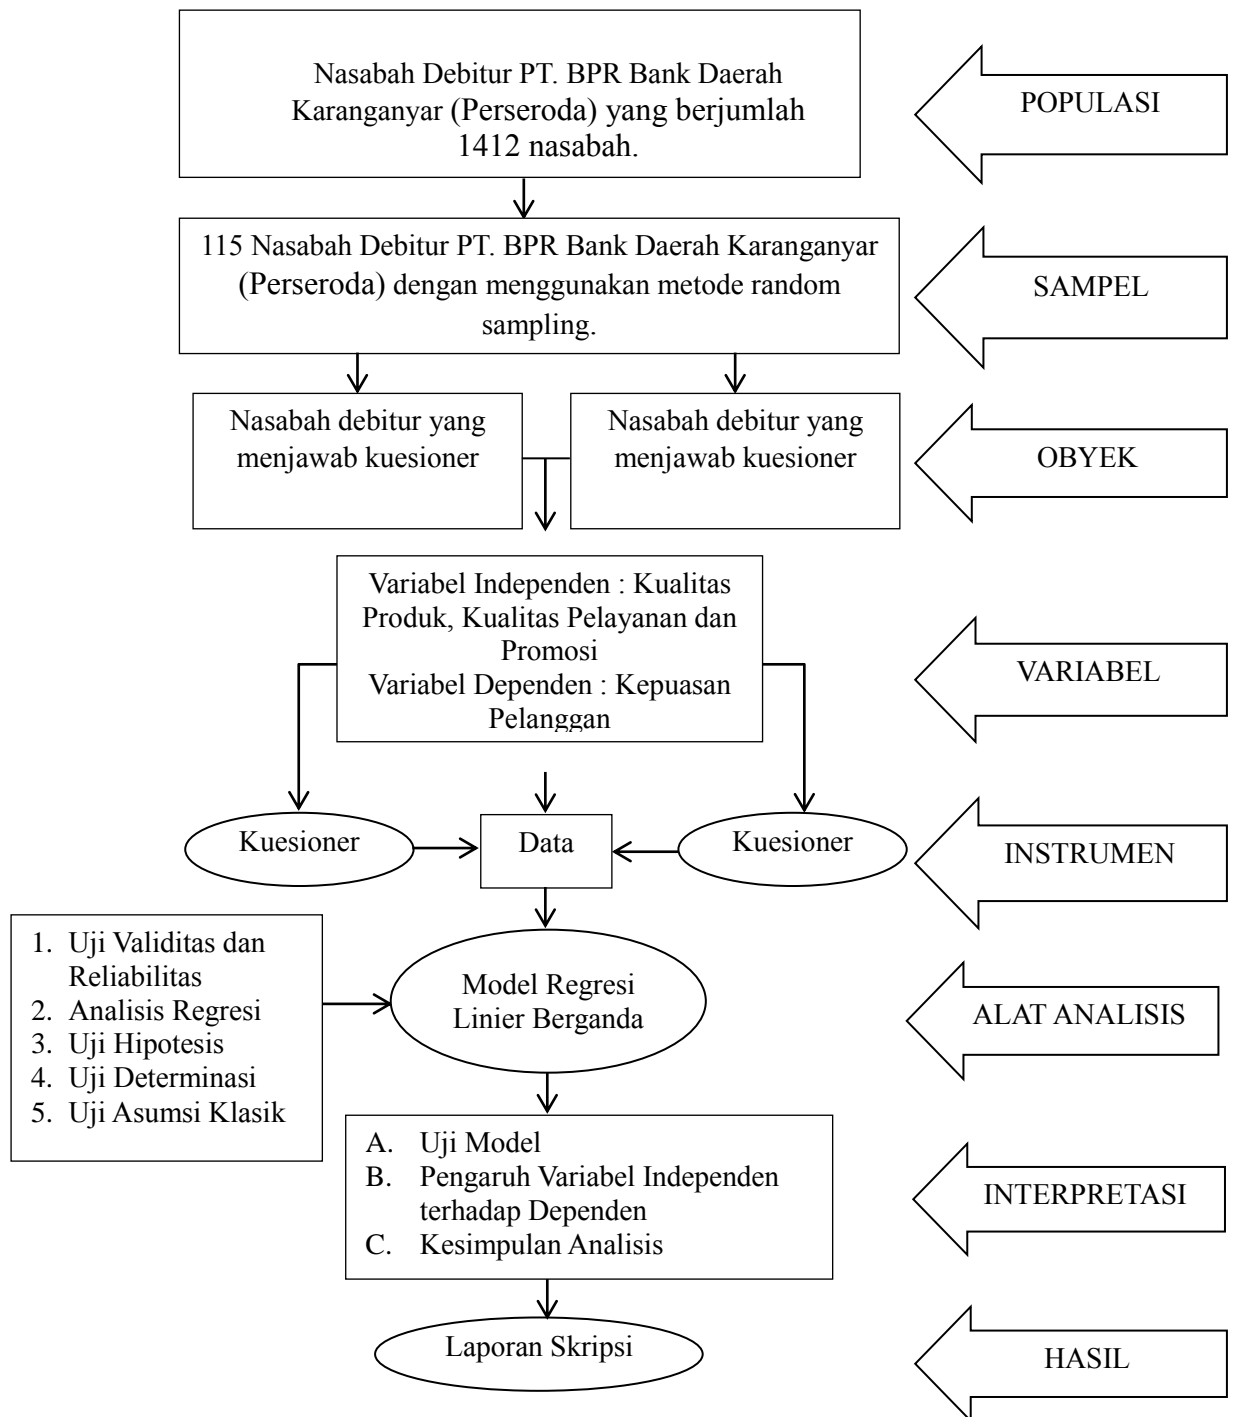 Nasabah Debitur PT. BPR Bank Daerah
Karanganyar (Perseroda) yang berjumlah
1412 nasabah.
POPULASI
115 Nasabah Debitur PT. BPR Bank Daerah Karanganyar
(Perseroda) dengan menggunakan metode random
sampling.
SAMPEL
Nasabah debitur yang
menjawab kuesioner
Nasabah debitur yang
menjawab kuesioner
OBYEK
Variabel Independen : Kualitas
Produk, Kualitas Pelayanan dan
Promosi
Variabel Dependen : Kepuasan
Pelanggan
VARIABEL
Kuesioner
Data
Kuesioner
INSTRUMEN
1. Uji Validitas dan
Reliabilitas
2. Analisis Regresi
3. Uji Hipotesis
4. Uji Determinasi
5. Uji Asumsi Klasik
Model Regresi
Linier Berganda
ALAT ANALISIS
A. Uji Model
B. Pengaruh Variabel Independen
terhadap Dependen
C. Kesimpulan Analisis
INTERPRETASI
Laporan Skripsi
HASIL